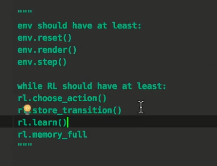 """
env should have at least:
env.reset()
env.render()
env.step()
while RL should have at least:
rl.choose_action()
rl.store_transition()
rl.learn()
rl.memory_full
"""